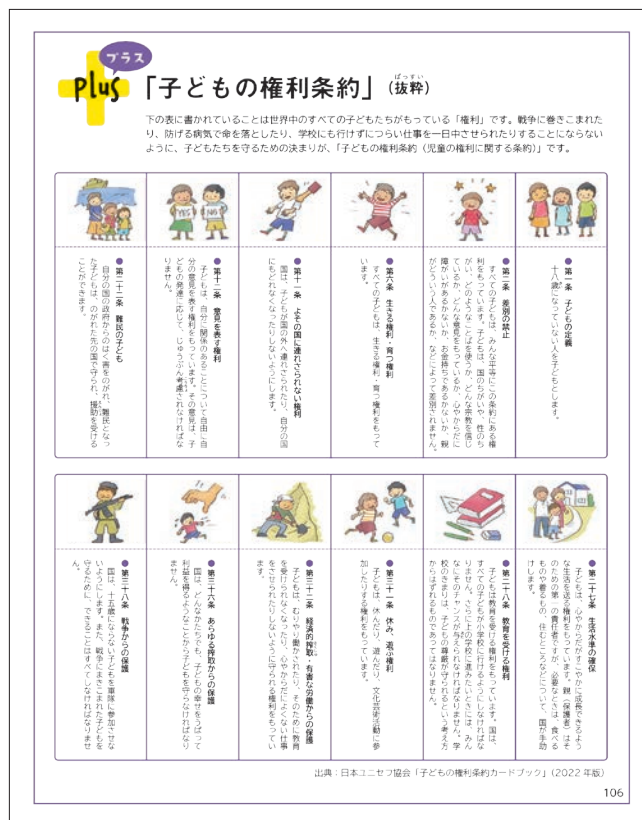 プラス
plus
「子どもの権利条約」(抜粋)
ばっすい
下の表に書かれていることは世界中のすべての子どもたちがもっている「権利」です。戦争に巻きこまれた
り、防げる病気で命を落としたり、学校にも行けずにつらい仕事を一日中させられたりすることにならない
ように、子どもたちを守るための決まりが、「子どもの権利条約(児童の権利に関する条約)」です。
●第一条 子どもの定義
十八歳になっていない人を子どもとします。
●第二条 差別の禁止
すべての子どもは、みんな平等にこの条約にある権
利をもっています。子どもは、国のちがいや、性のち
がい、どのようなことばを使うか、どんな宗教を信じ
ているか、どんな意見をもっているか、心やからだに
障がいがあるかないか、お金持ちであるかないか、親
がどういう人であるか、などによって差別されません。
●第六条 生きる権利・育つ権利
すべての子どもは、生きる権利・育つ権利をもって
います。
●第十一条 よその国に連れさられない権利
国は、子どもが国の外へ連れさられたり、自分の国
にもどれなくなったりしないようにします。
YES
NO
●第十二条 意見を表す権利
子どもは、自分に関係のあることについて自由に自
分の意見を表す権利をもっています。その意見は、子
どもの発達に応じて、じゅうぶん考慮されなければな
りません。
●第二十二条 難民の子ども
自分の国の政府からのはく害をのがれ、難民となっ
た子どもは、のがれた先の国で守られ、援助を受ける
ことができます。
●第二十七条 生活水準の確保
子どもは、心やからだがすこやかに成長できるよう
な生活を送る権利をもっています。親(保護者)はそ
のための第一の責任者ですが、必要なときは、食べる
ものや着るもの、住むところなどについて、国が手助
けします。
●第二十八条 教育を受ける権利
子どもは教育を受ける権利をもっています。国は、
すべての子どもが小学校に行けるようにしなければな
りません。さらに上の学校に進みたいときには、みん
なにそのチャンスが与えられなければなりません。学
校のきまりは、子どもの尊厳が守られるという考え方
からはずれるものであってはなりません。
●第三十一条 休み、遊ぶ権利
子どもは、休んだり、遊んだり、文化芸術活動に参
加したりする権利をもっています。
●第三十二条 経済的搾取・有害な労働からの保護
子どもは、むりやり働かされたり、そのために教育
を受けられなくなったり、心やからだによくない仕事
をさせられたりしないように守られる権利をもってい
ます。
●第三十六条 あらゆる搾取からの保護
国は、どんなかたちでも、子どもの幸せをうばって
利益を得るようなことから子どもを守らなければなり
ません。
●第三十八条 戦争からの保護
国は、十五歳にならない子どもを軍隊に参加させな
いようにします。また、戦争にまきこまれた子どもを
守るために、できることはすべてしなければなりませ
ん。
出典:日本ユニセフ協会「子どもの権利条約カードブック」(2022年版)
106